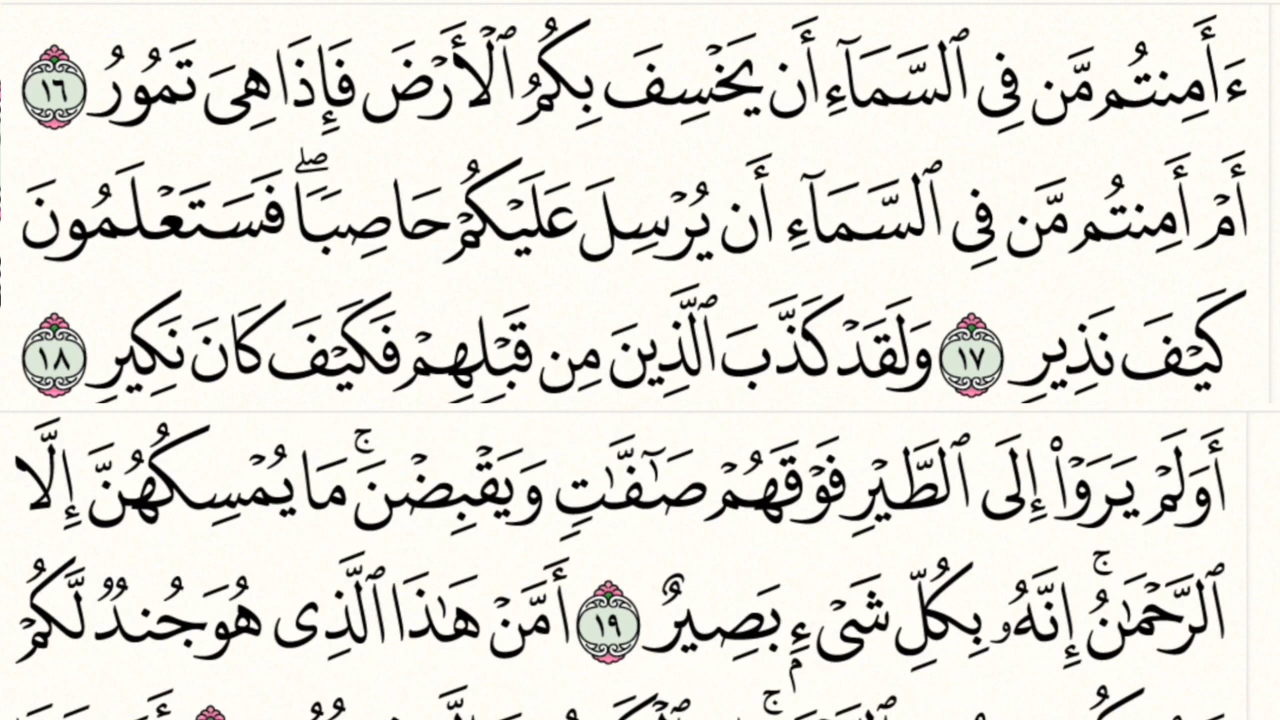 ءَأَمِنتُم مَّن فِى ٱلسَّمَآءِ أَن يَخْسِفَ بِكُمُ ٱلْأَرْضَ فَإِذَا هِىَ تَمُورُ ١٦
أَمْ أَمِنتُم مَّن فِى ٱلسَّمَآءِ أَن يُرْسِلَ عَلَيْكُمْ حَاصِبًا ۖ فَسَتَعْلَمُونَ
كَيْفَ نَذِيرِ ١٧ وَلَقَدْ كَذَّبَ ٱلَّذِينَ مِن قَبْلِهِمْ فَكَيْفَ كَانَ نَكِيرِ ١٨
أَوَلَمْ يَرَوْا۟ إِلَى ٱلطَّيْرِ فَوْقَهُمْ صَـٰٓفَّـٰتٍ وَيَقْبِضْنَ ۚ مَا يُمْسِكُهُنَّ إِلَّا
ٱلرَّحْمَـٰنُ ۚ إِنَّهُۥ بِكُلِّ شَىْءٍۭ بَصِيرٌ ١٩ أَمَّنْ هَـٰذَا ٱلَّذِى هُوَ جُندٌ لَّكُمْ